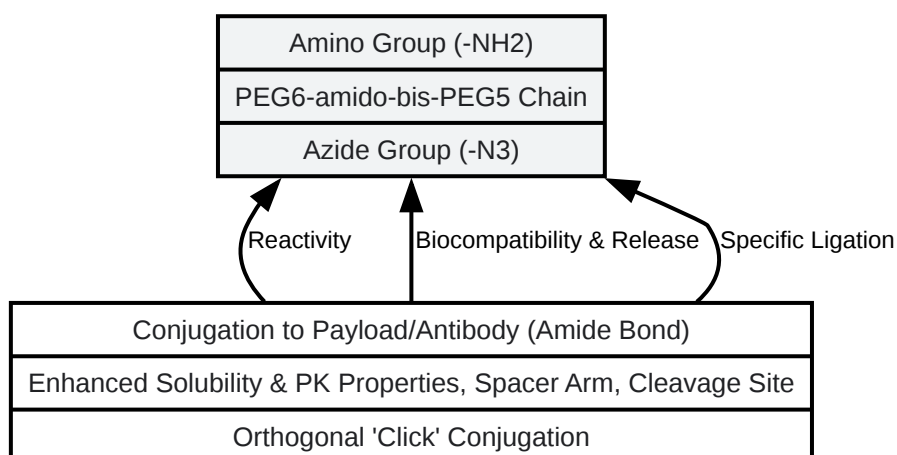 Amino Group (-NH2)
PEG6-amido-bis-PEG5 Chain
Azide Group (-N3)
Reactivity
Biocompatibility & Release
Specific Ligation
Conjugation to Payload/Antibody (Amide Bond)
Enhanced Solubility & PK Properties, Spacer Arm, Cleavage Site
Orthogonal 'Click' Conjugation